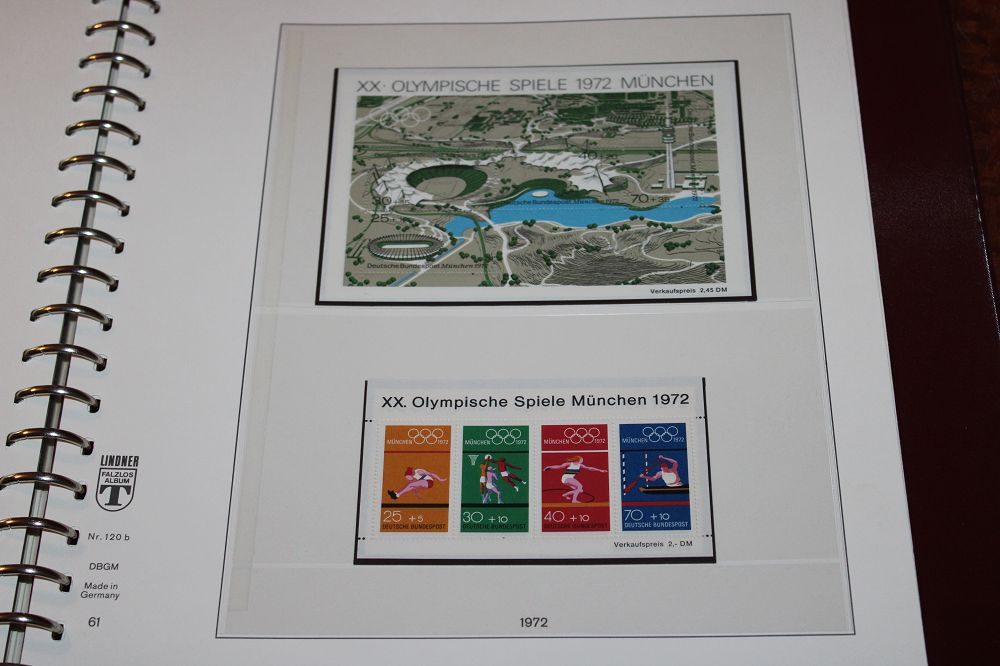 XX. OLYMPISCHE SPIELE 1972 MÜNCHEN
40
30+15
70+35
Deutsche Bundespost München 1972
25+
Deutsche Bundespost München 1972
Verkaufspreis 2,45 DM
XX. Olympische Spiele München 1972
MÜNCHEN 1972
25+5
DEUTSCHE BUNDESPOST
MÜNCHEN 1972
30+10
DEUTSCHE BUNDESPOST
MÜNCHEN 1972
40+10
DEUTSCHE BUNDESPOST
MÜNCHEN 1972
70+10
DEUTSCHE BUNDESPOST
Verkaufspreis 2,- DM
1972
LINDNER
FALZLOS
ALBUM
T
Nr. 120 b
DBGM
Made in
Germany
61